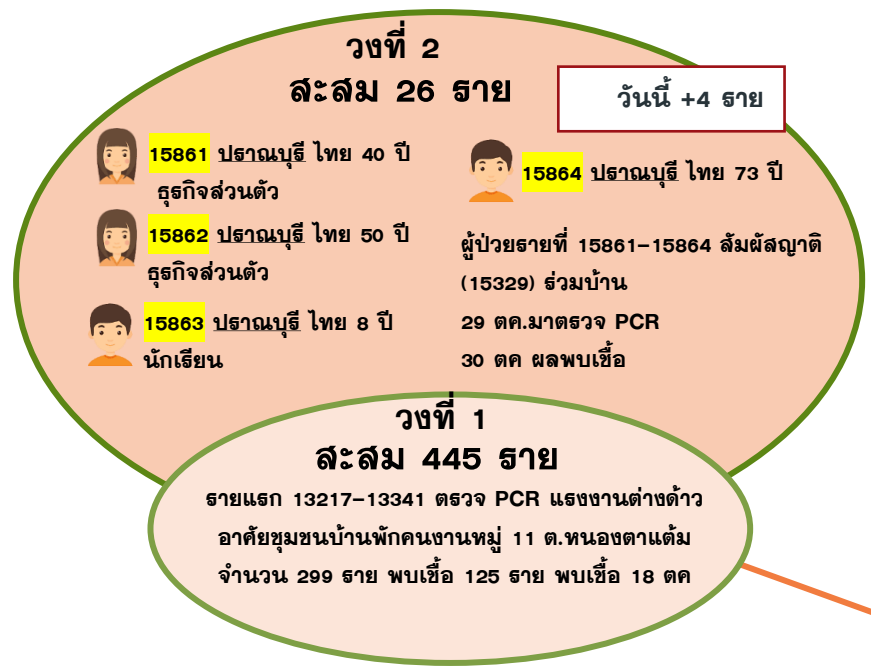 วงที่ 2
สะสม 26 ราย
วันนี้ +4 ราย
15861 ปราณบุรี ไทย 40 ปี
ธุรกิจส่วนตัว
15862 ปราณบุรี ไทย 50 ปี
ธุรกิจส่วนตัว
15863 ปราณบุรี ไทย 8 ปี
นักเรียน
15864 ปราณบุรี ไทย 73 ปี
ผู้ป่วยรายที่ 15861-15864 สัมผัสญาติ
(15329) ร่วมบ้าน
29 ตค.มาตรวจ PCR
30 ตค ผลพบเชื้อ
วงที่ 1
สะสม 445 ราย
รายแรก 13217-13341 ตรวจ PCR แรงงานต่างด้าว
อาศัยชุมชนบ้านพักคนงานหมู่ 11 ต.หนองตาแต้ม
จำนวน 299 ราย พบเชื้อ 125 ราย พบเชื้อ 18 ตค